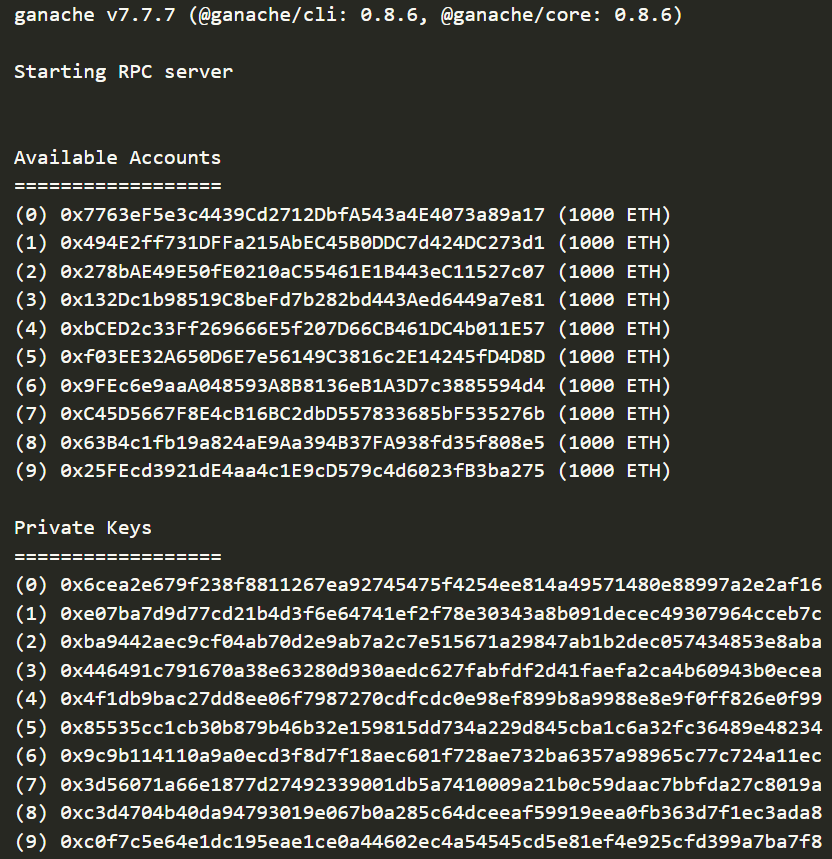 ganache v7.7.7 (@ganache/cli: 0.8.6, @ganache/core: 0.8.6)
Starting RPC server
Available Accounts
==================
(0) 0x7763eF5e3c4439Cd2712DbfA543a4E4073a89a17 (1000 ETH)
(1) 0x494E2ff731DFFa215AbEC45B0DDC7d424DC273d1 (1000 ETH)
(2) 0x278bAE49E50fE0210aC55461E1B443eC11527c07 (1000 ETH)
(3) 0x132Dc1b98519C8beFd7b282bd443Aed6449a7e81 (1000 ETH)
(4) 0xbCED2c33Ff269666E5f207D66CB461DC4b011E57 (1000 ETH)
(5) 0xf03EE32A650D6E7e56149C3816c2E14245fD4D8D (1000 ETH)
(6) 0x9FEc6e9aaA048593A8B8136eB1A3D7c3885594d4 (1000 ETH)
(7) 0xC45D5667F8E4cB16BC2dbD557833685bF535276b (1000 ETH)
(8) 0x63B4c1fb19a824aE9Aa394B37FA938fd35f808e5 (1000 ETH)
(9) 0x25FEcd3921dE4aa4c1E9cD579c4d6023fB3ba275 (1000 ETH)
Private Keys
==================
(0) 0x6cea2e679f238f8811267ea92745475f4254ee814a49571480e88997a2e2af16
(1) 0xe07ba7d9d77cd21b4d3f6e64741ef2f78e30343a8b091decec49307964cceb7c
(2) 0xba9442aec9cf04ab70d2e9ab7a2c7e515671a29847ab1b2dec057434853e8aba
(3) 0x446491c791670a38e63280d930aedc627fabfdf2d41faefa2ca4b60943b0ecea
(4) 0x4f1db9bac27dd8ee06f7987270cdfcdc0e98ef899b8a9988e8e9f0ff826e0f99
(5) 0x85535cc1cb30b879b46b32e159815dd734a229d845cba1c6a32fc36489e48234
(6) 0x9c9b114110a9a0ecd3f8d7f18aec601f728ae732ba6357a98965c77c724a11ec
(7) 0x3d56071a66e1877d27492339001db5a7410009a21b0c59daac7bbfda27c8019a
(8) 0xc3d4704b40da94793019e067b0a285c64dceeaf59919eea0fb363d7f1ec3ada8
(9) 0xc0f7c5e64e1dc195eae1ce0a44602ec4a54545cd5e81ef4e925cfd399a7ba7f8